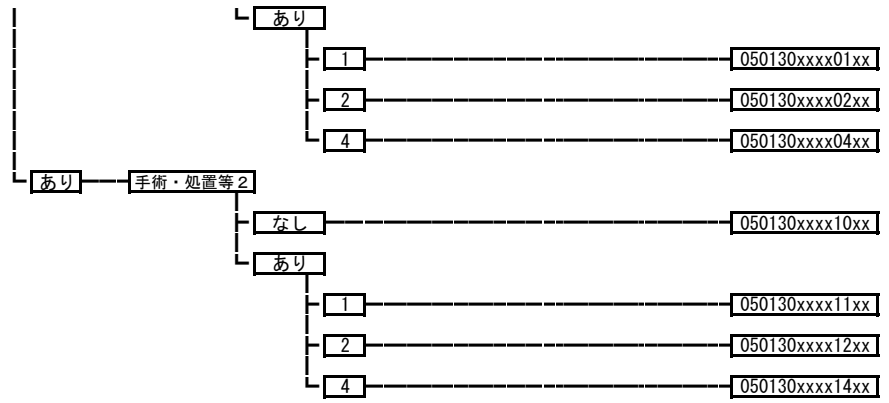 あり
1 050130xxxx01xx
2 050130xxxx02xx
4 050130xxxx04xx
あり 手術・処置等２
なし 050130xxxx10xx
あり
1 050130xxxx11xx
2 050130xxxx12xx
4 050130xxxx14xx